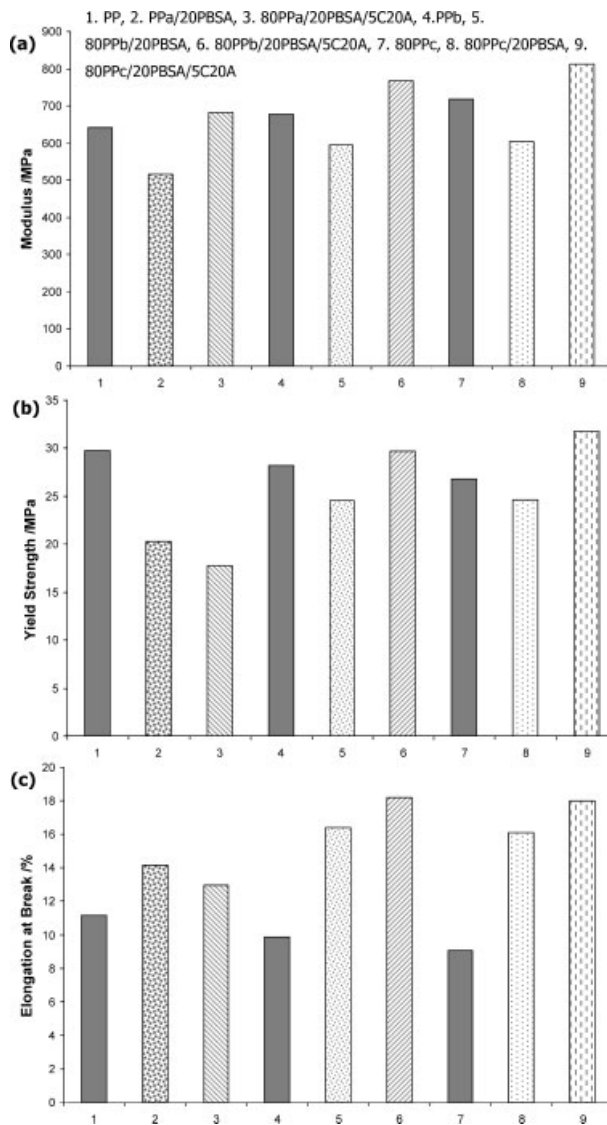 1. PP, 2. PPa/20PBSA, 3. 80PPa/20PBSA/5C20A, 4.PPb, 5.
(a) 80PPb/20PBSA, 6. 80PPb/20PBSA/5C20A, 7. 80PPc, 8. 80PPc/20PBSA, 9.
80PPc/20PBSA/5C20A
Modulus /MPa
900
800
700
600
500
400
300
200
100
0
1 2 3 4 5 6 7 8 9
(b)
Yield Strength /MPa
35
30
25
20
15
10
5
0
1 2 3 4 5 6 7 8 9
(c)
Elongation at Break /%
20
18
16
14
12
10
8
6
4
2
0
1 2 3 4 5 6 7 8 9